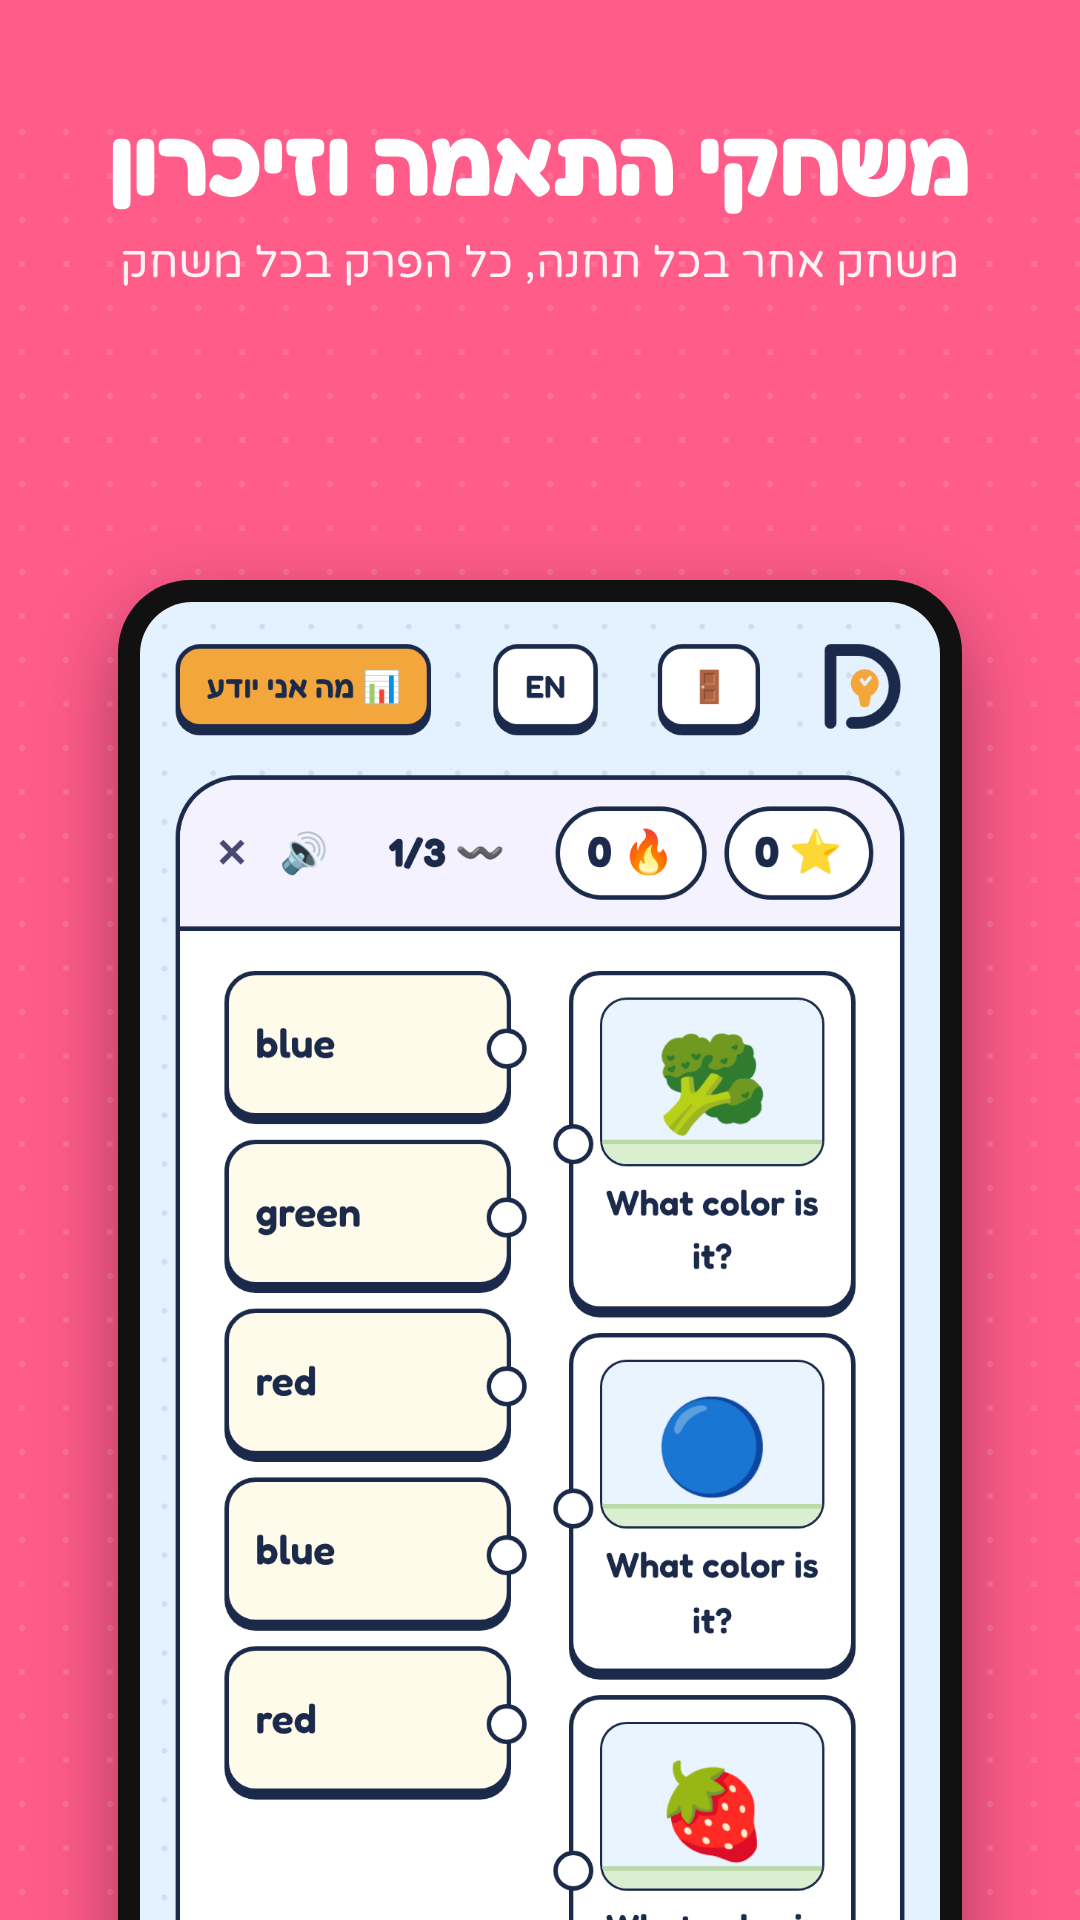 משחקי התאמה וזיכרון
משחק אחר בכל תחנה, כל הפרק בכל משחק
מה אני יודע
EN
1/3
0
0
blue
green
red
blue
red
What color is
it?
What color is
it?